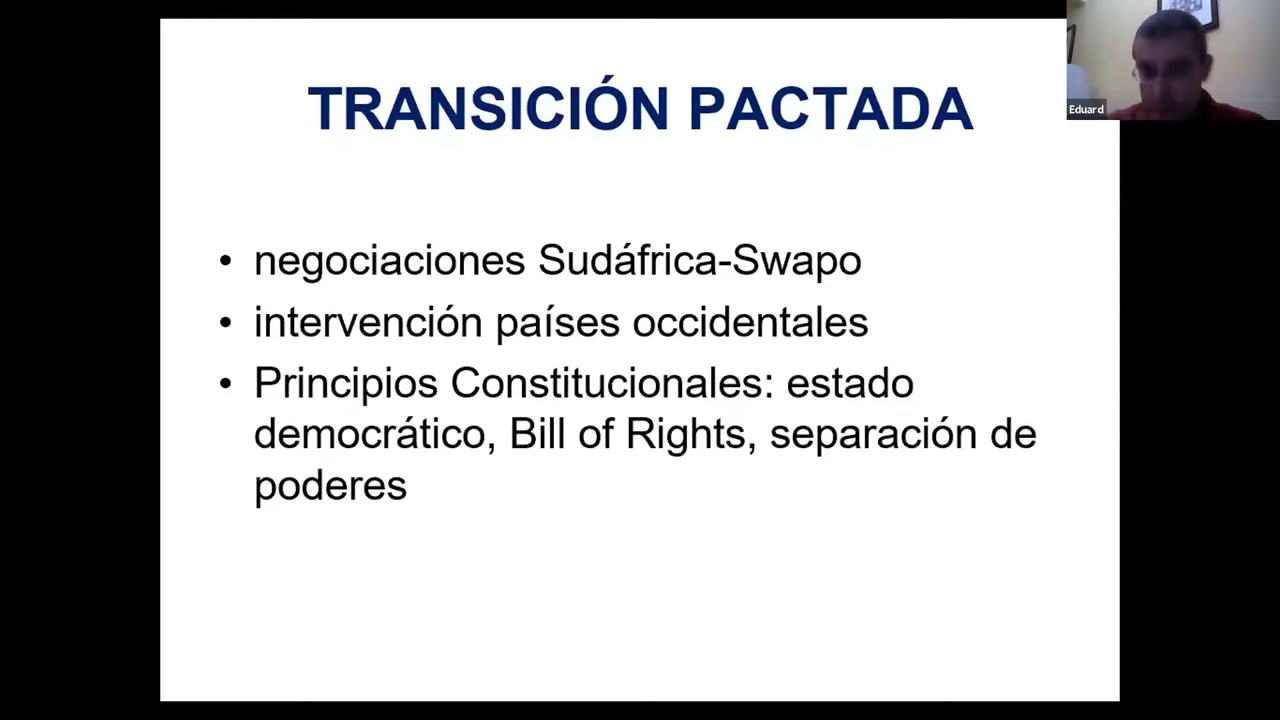 TRANSICIÓN PACTADA
Eduard
• negociaciones Sudáfrica-Swapo
• intervención países occidentales
• Principios Constitucionales: estado
democrático, Bill of Rights, separación de
poderes